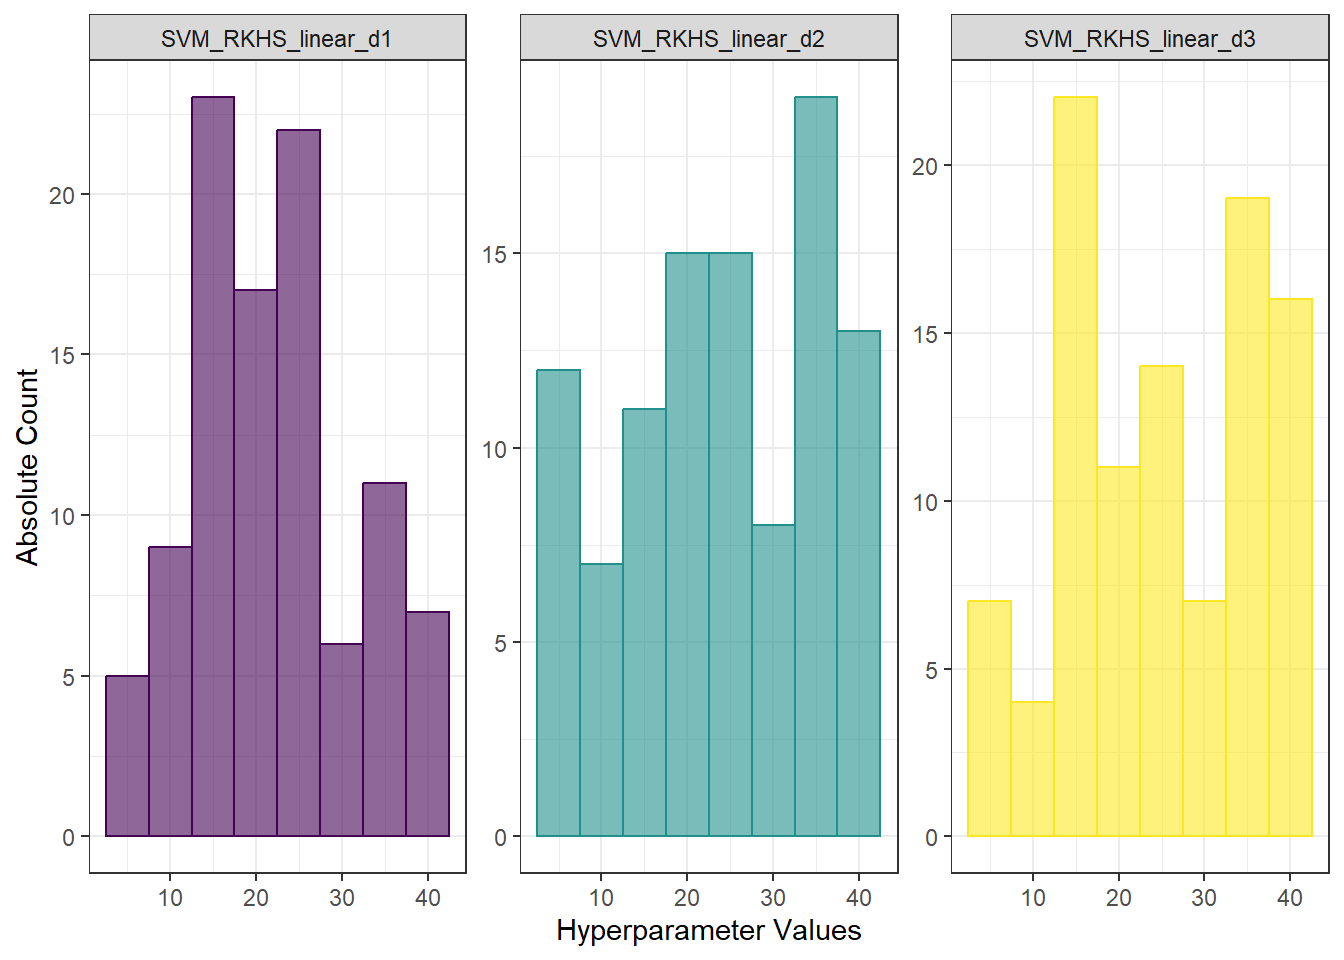 SVM_RKHS_linear_d1
SVM_RKHS_linear_d2
SVM_RKHS_linear_d3
Absolute Count
20
15
10
5
0
15
10
5
0
20
15
10
5
0
10 20 30 40
10 20 30 40
10 20 30 40
Hyperparameter Values